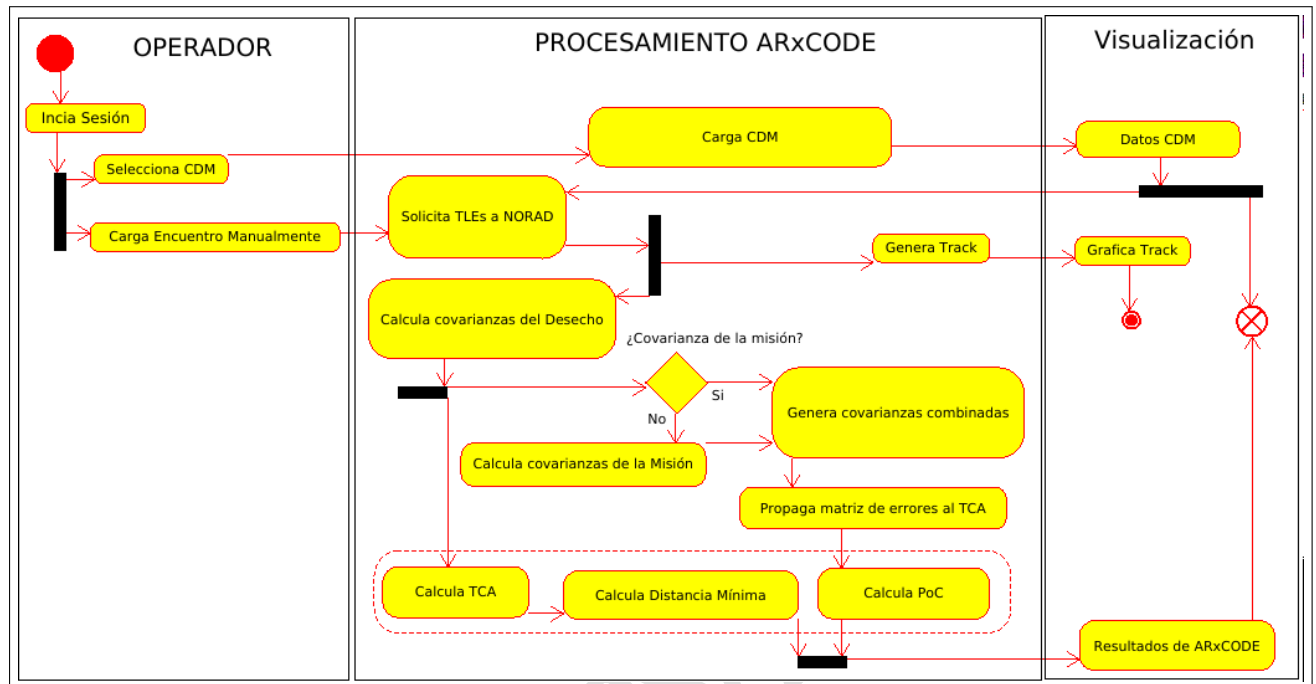 OPERADOR
PROCESAMIENTO ARxCODE
Visualización
Incia Sesión
Selecciona CDM
Carga CDM
Datos CDM
Carga Encuentro Manualmente
Solicita TLEs a NORAD
Genera Track
Grafica Track
Calcula covarianzas del Desecho
¿Covarianza de la misión?
Si
No
Genera covarianzas combinadas
Calcula covarianzas de la Misión
Propaga matriz de errores al TCA
Calcula TCA
Calcula Distancia Mínima
Calcula PoC
Resultados de ARxCODE